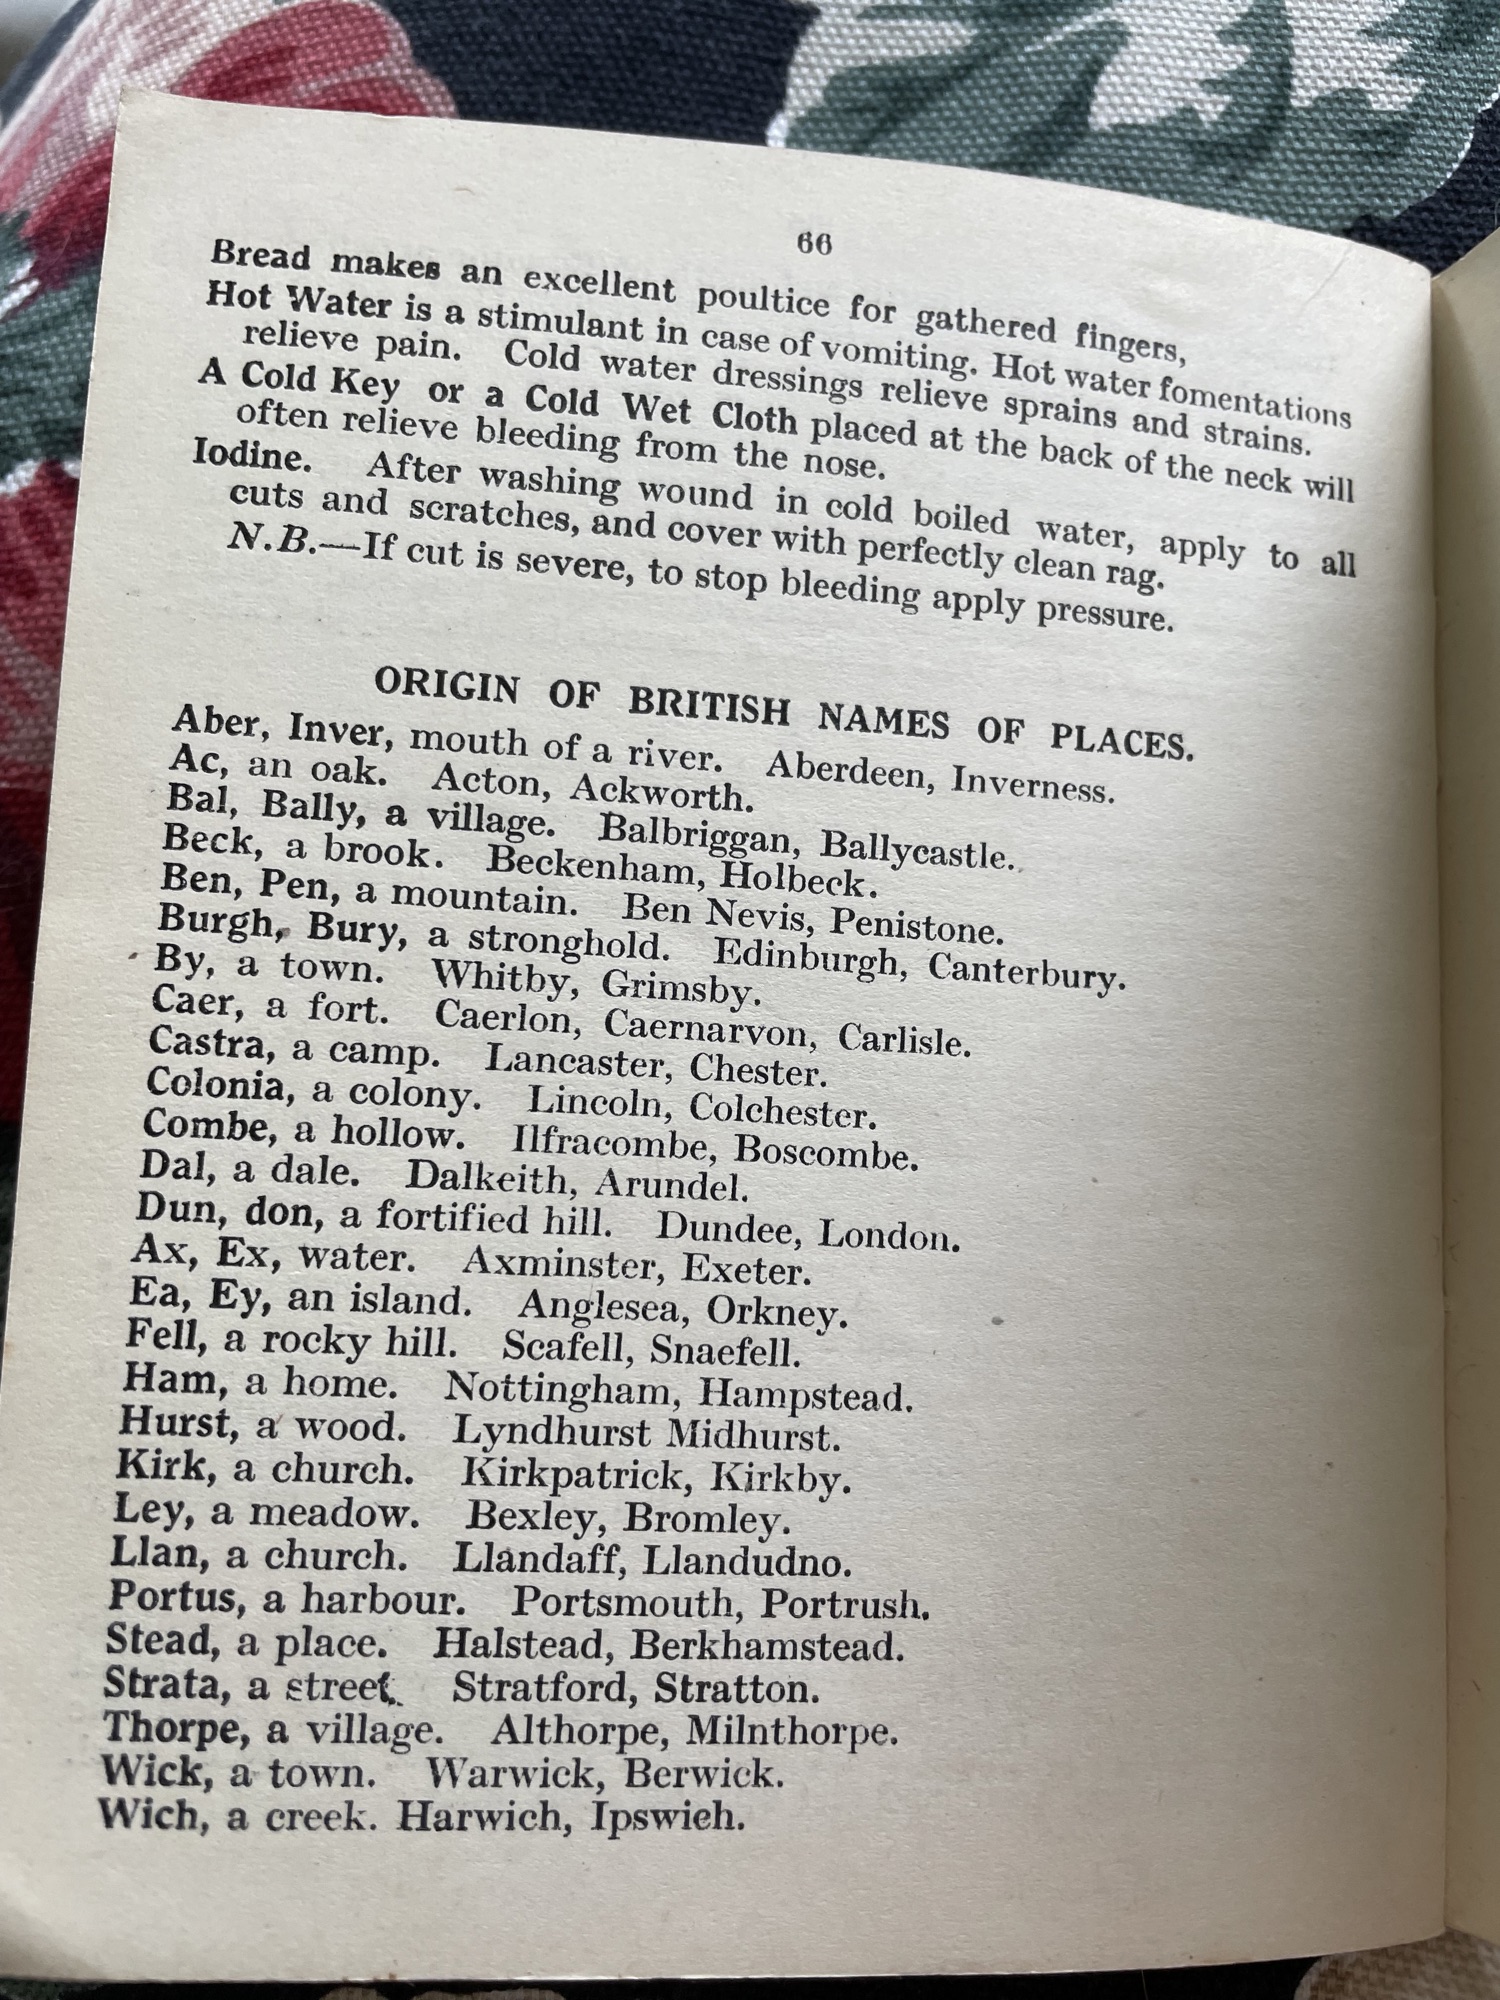 66
Bread makes an excellent poultice for gathered fingers,
Hot Water is a stimulant in case of vomiting. Hot water fomentations
relieve pain. Cold water dressings relieve sprains and strains.
A Cold Key or a Cold Wet Cloth placed at the back of the neck will
often relieve bleeding from the nose.
Iodine. After washing wound in cold boiled water, apply to all
cuts and scratches, and cover with perfectly clean rag.
N.B.—If cut is severe, to stop bleeding apply pressure.
ORIGIN OF BRITISH NAMES OF PLACES.
Aber, Inver, mouth of a river. Aberdeen, Inverness.
Ac, an oak. Acton, Ackworth.
Bal, Bally, a village. Balbriggan, Ballycastle.
Beck, a brook. Beckenham, Holbeck.
Ben, Pen, a mountain. Ben Nevis, Penistone.
Burgh, Bury, a stronghold. Edinburgh, Canterbury.
By, a town. Whitby, Grimsby.
Caer, a fort. Caerlon, Caernarvon, Carlisle.
Castra, a camp. Lancaster, Chester.
Colonia, a colony. Lincoln, Colchester.
Combe, a hollow. Ilfracombe, Boscombe.
Dal, a dale. Dalkeith, Arundel.
Dun, don, a fortified hill. Dundee, London.
Ax, Ex, water. Axminster, Exeter.
Ea, Ey, an island. Anglesea, Orkney.
Fell, a rocky hill. Scafell, Snaefell.
Ham, a home. Nottingham, Hampstead.
Hurst, a wood. Lyndhurst Midhurst.
Kirk, a church. Kirkpatrick, Kirkby.
Ley, a meadow. Bexley, Bromley.
Llan, a church. Llandaff, Llandudno.
Portus, a harbour. Portsmouth, Portrush.
Stead, a place. Halstead, Berkhamstead.
Strata, a street. Stratford, Stratton.
Thorpe, a village. Althorpe, Milnthorpe.
Wick, a town. Warwick, Berwick.
Wich, a creek. Harwich, Ipswich.